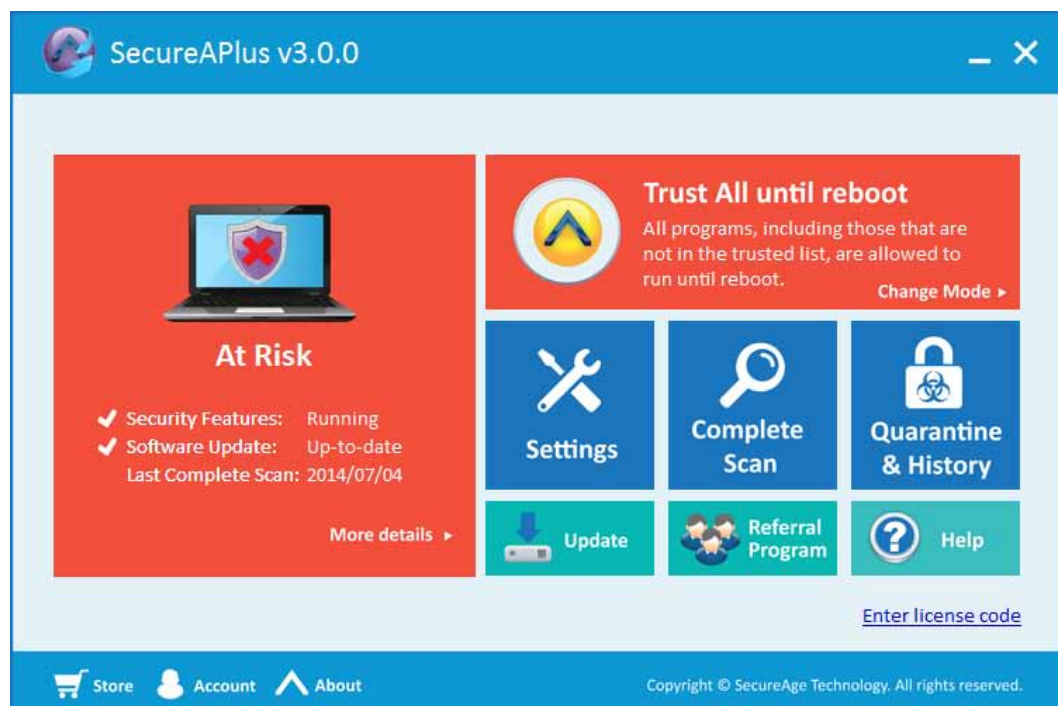 SecureAPlus v3.0.0
At Risk
Security Features: Running
Software Update: Up-to-date
Last Complete Scan: 2014/07/04
More details
Trust All until reboot
All programs, including those that are
not in the trusted list, are allowed to
run until reboot.
Change Mode
Settings
Complete
Scan
Quarantine
& History
Update
Referral
Program
Help
Enter license code
Store
Account
About
Copyright © SecureAge Technology. All rights reserved.